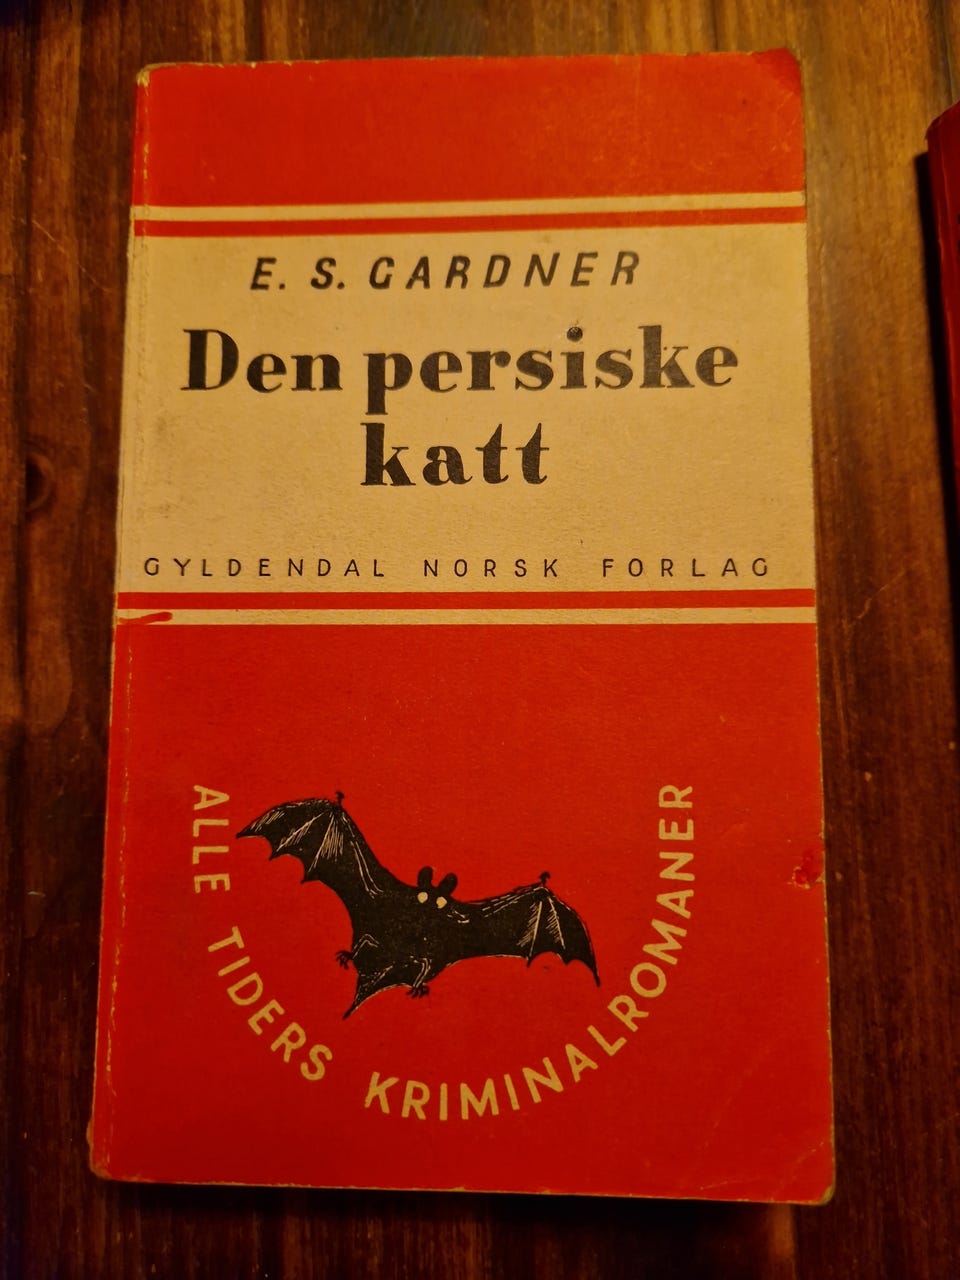 E. S. GARDNER
Den persiske
katt
GYLDENDAL NORSK FORLAG
ALLE TIDERS KRIMINALROMANER